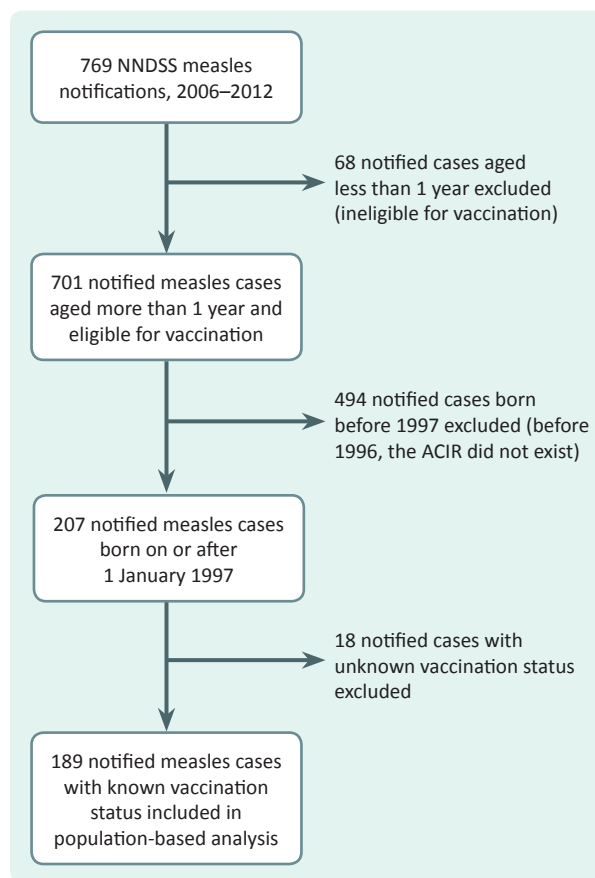 769 NNDSS measles
notifications, 2006–2012
68 notified cases aged
less than 1 year excluded
(ineligible for vaccination)
701 notified measles cases
aged more than 1 year and
eligible for vaccination
494 notified cases born
before 1997 excluded (before
1996, the ACIR did not exist)
207 notified measles cases
born on or after
1 January 1997
18 notified cases with
unknown vaccination status
excluded
189 notified measles cases
with known vaccination
status included in
population-based analysis